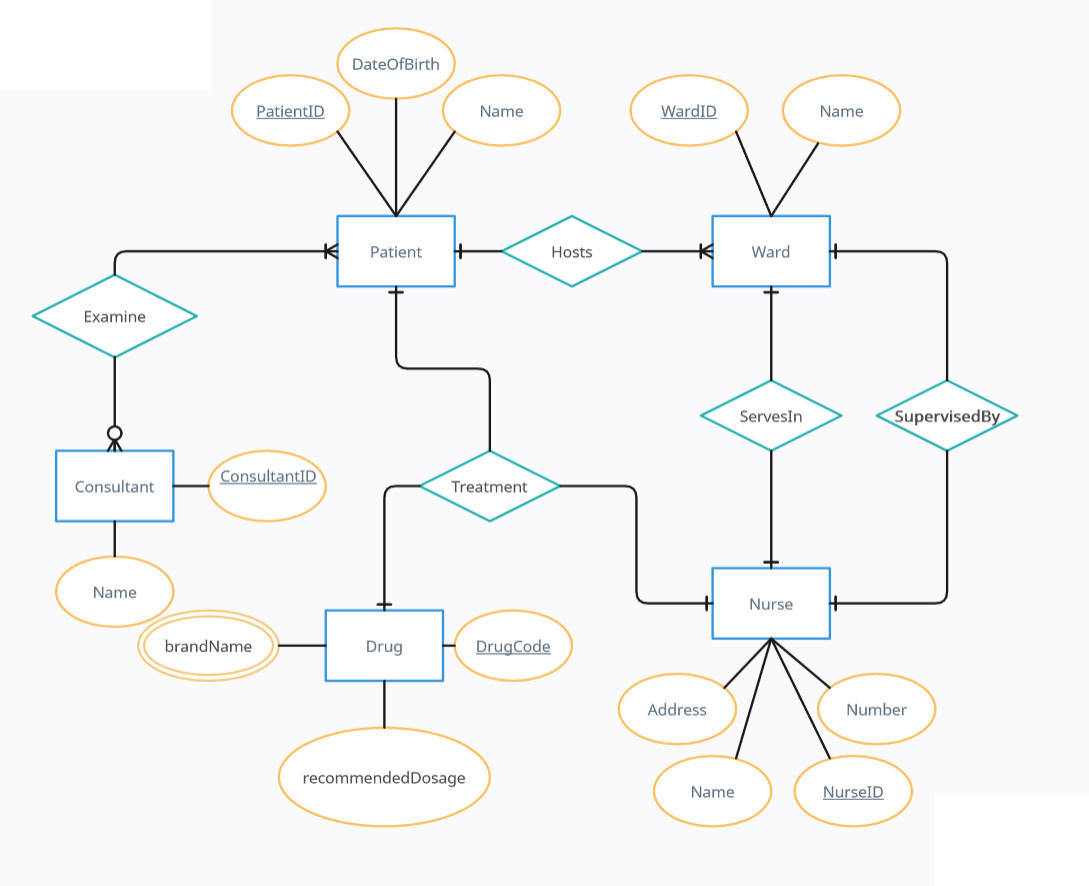 DateOfBirth
PatientID
Name
WardID
Name
Patient
Hosts
Ward
Examine
ServesIn
SupervisedBy
Consultant
ConsultantID
Treatment
Name
Nurse
brandName
Drug
DrugCode
Address
Number
recommendedDosage
Name
NurseID